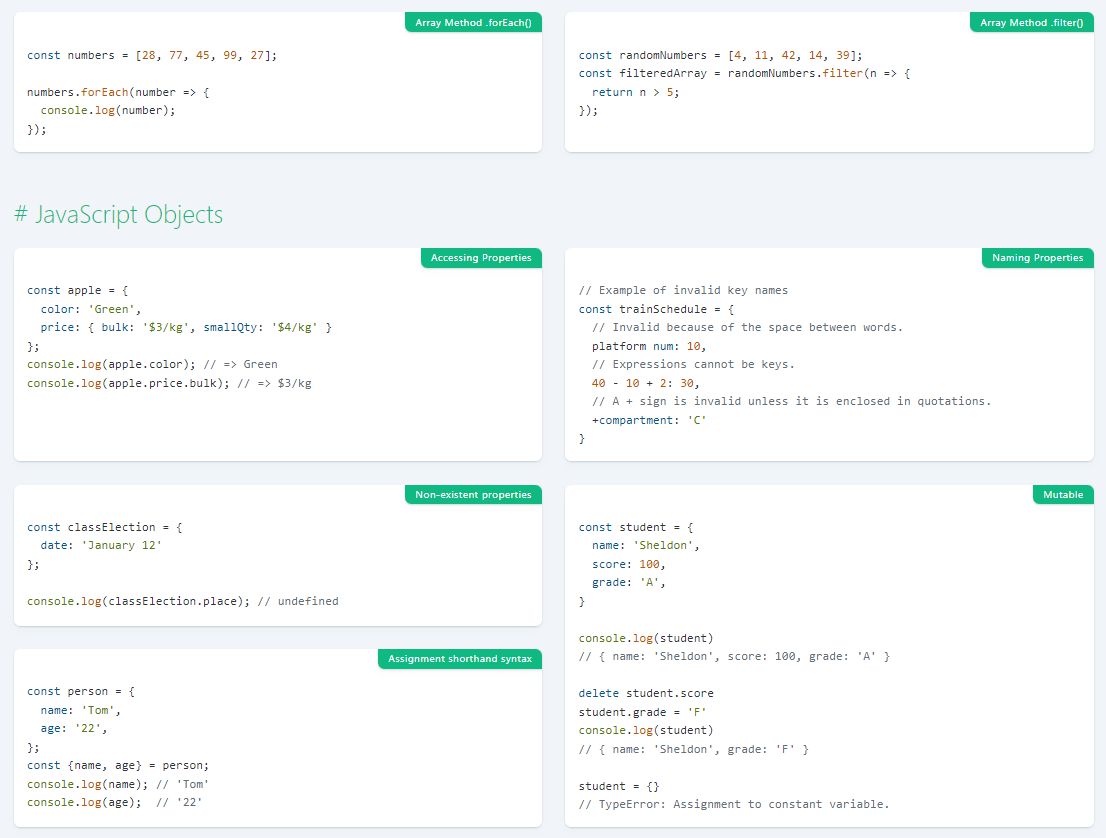 Array Method .forEach()
const numbers = [28, 77, 45, 99, 27];
numbers.forEach(number => {
  console.log(number);
});
Array Method .filter()
const randomNumbers = [4, 11, 42, 14, 39];
const filteredArray = randomNumbers.filter(n => {
  return n > 5;
});
# JavaScript Objects
Accessing Properties
const apple = {
  color: 'Green',
  price: { bulk: '$3/kg', smallQty: '$4/kg' }
};
console.log(apple.color); // => Green
console.log(apple.price.bulk); // => $3/kg
Naming Properties
// Example of invalid key names
const trainSchedule = {
  // Invalid because of the space between words.
  platform num: 10,
  // Expressions cannot be keys.
  40 - 10 + 2: 30,
  // A + sign is invalid unless it is enclosed in quotations.
  +compartment: 'C'
}
Non-existent properties
const classElection = {
  date: 'January 12'
};
console.log(classElection.place); // undefined
Mutable
const student = {
  name: 'Sheldon',
  score: 100,
  grade: 'A',
}
console.log(student)
// { name: 'Sheldon', score: 100, grade: 'A' }
delete student.score
student.grade = 'F'
console.log(student)
// { name: 'Sheldon', grade: 'F' }
student = {}
// TypeError: Assignment to constant variable.
Assignment shorthand syntax
const person = {
  name: 'Tom',
  age: '22',
};
const {name, age} = person;
console.log(name); // 'Tom'
console.log(age);  // '22'